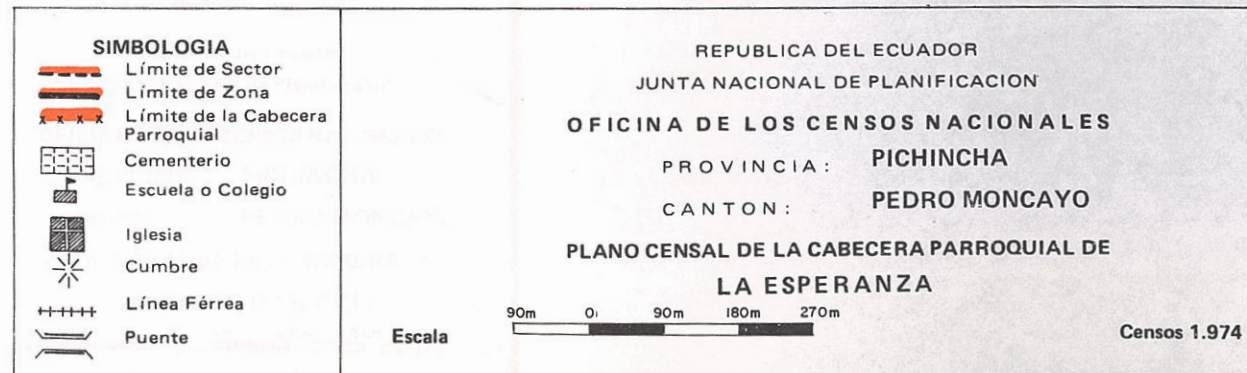 SIMBOLOGIA
Límite de Sector
Límite de Zona
Límite de la Cabecera
Parroquial
Cementerio
Escuela o Colegio
Iglesia
Cumbre
Línea Férrea
Puente
REPUBLICA DEL ECUADOR
JUNTA NACIONAL DE PLANIFICACION
OFICINA DE LOS CENSOS NACIONALES
PROVINCIA: PICHINCHA
CANTON: PEDRO MONCAYO
PLANO CENSAL DE LA CABECERA PARROQUIAL DE
LA ESPERANZA
90m 0 90m 180m 270m
Escala
Censos 1.974